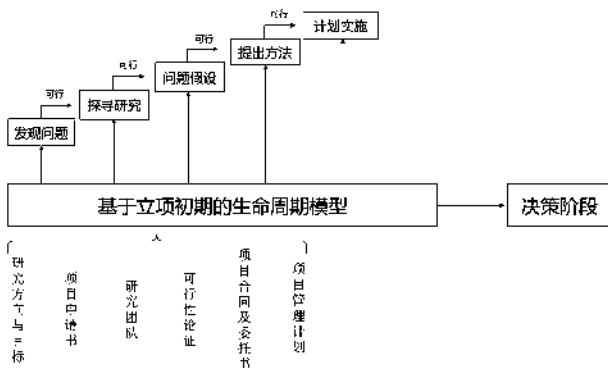 可行
计划实施
可行
提出方法
可行
问题假设
可行
探寻研究
发现问题
基于立项初期的生命周期模型
决策阶段
研究方向与目标
项目申请书
研究团队
可行性论证
项目合同及委托书
项目管理计划